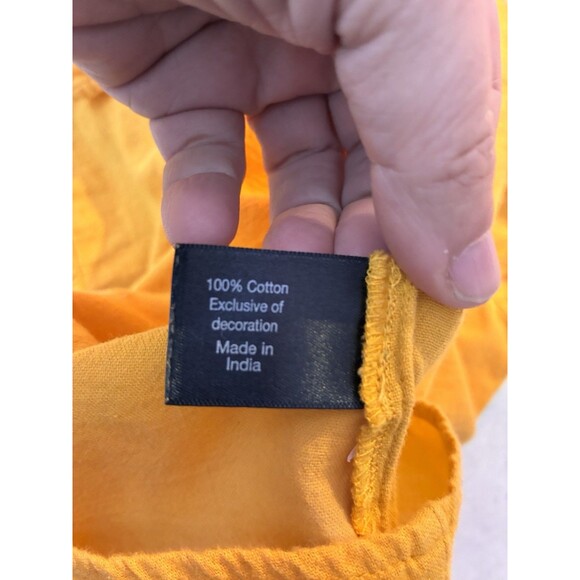 100% Cotton
Exclusive of
decoration
Made in
India